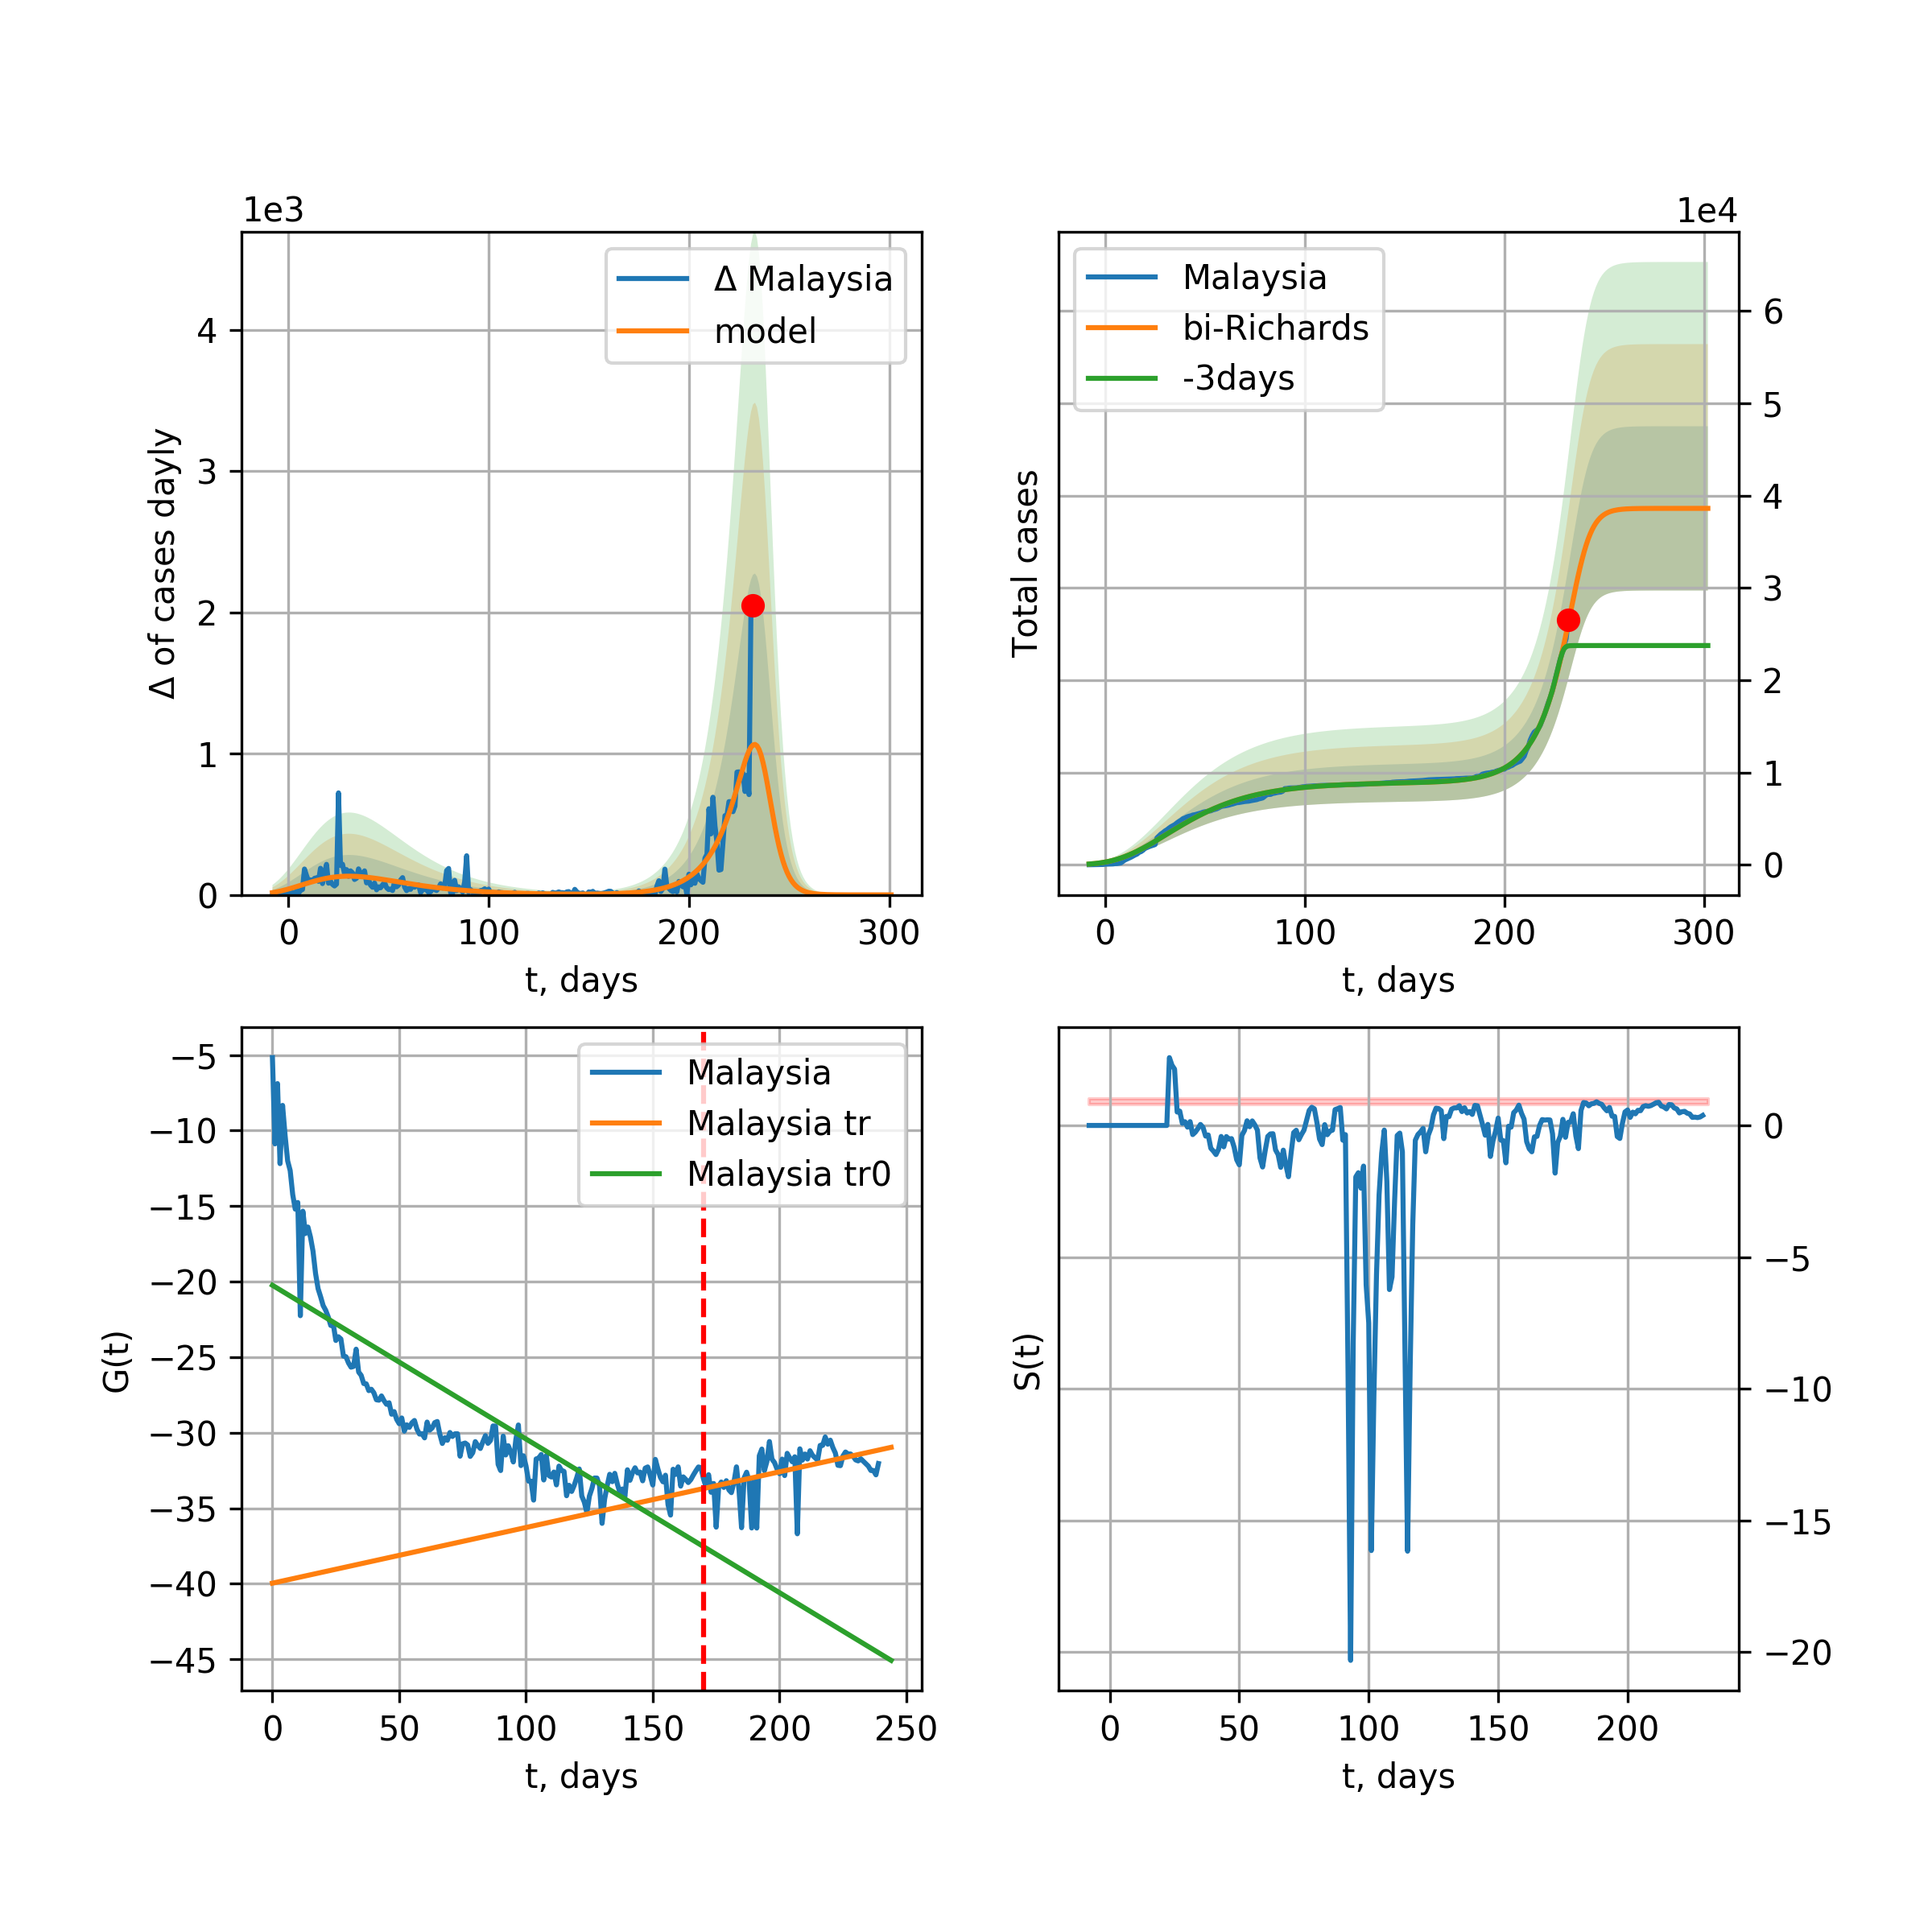 1e3
Δ Malaysia
model
4
3
2
1
0
Δ of cases dayly
0
100
200
300
t, days
1e4
Malaysia
bi-Richards
-3days
Total cases
6
5
4
3
2
1
0
0
100
200
300
t, days
Malaysia
Malaysia tr
Malaysia tr0
−5
−10
−15
−20
−25
−30
−35
−40
−45
G(t)
0
50
100
150
200
250
t, days
S(t)
0
−5
−10
−15
−20
0
50
100
150
200
t, days